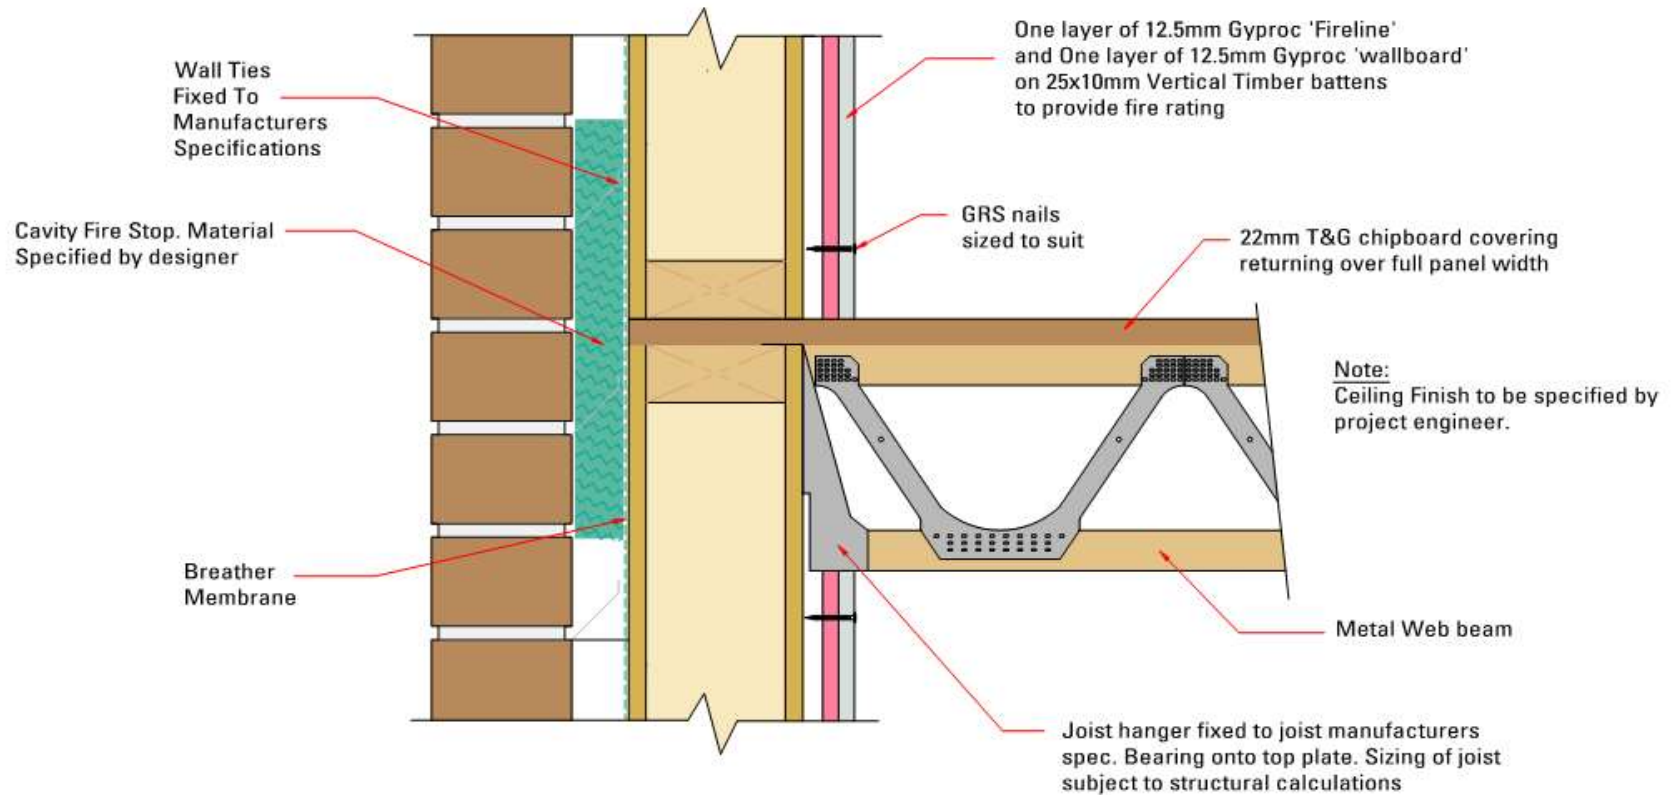 One layer of 12.5mm Gyproc 'Fireline'
and One layer of 12.5mm Gyproc 'wallboard'
on 25x10mm Vertical Timber battens
to provide fire rating
Wall Ties
Fixed To
Manufacturers
Specifications
GRS nails
sized to suit
Cavity Fire Stop. Material
Specified by designer
22mm T&G chipboard covering
returning over full panel width
Note:
Ceiling Finish to be specified by
project engineer.
Breather
Membrane
Metal Web beam
Joist hanger fixed to joist manufacturers
spec. Bearing onto top plate. Sizing of joist
subject to structural calculations